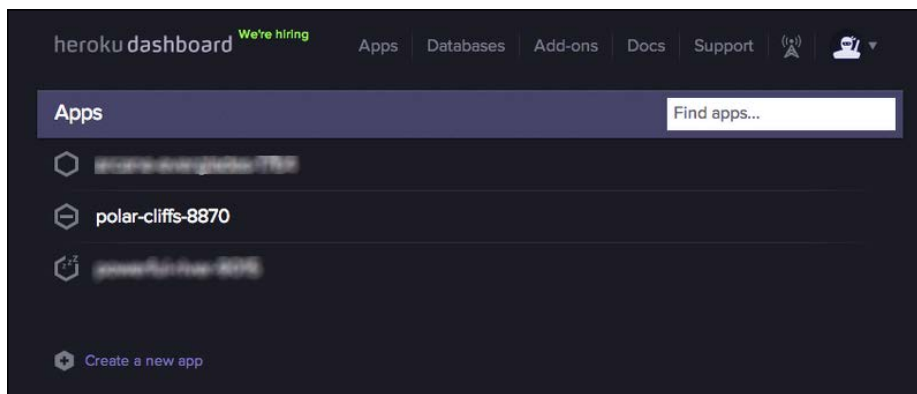 heroku dashboard We're hiring Apps Databases Add-ons Docs Support
Apps Find apps...
polar-cliffs-8870
Create a new app